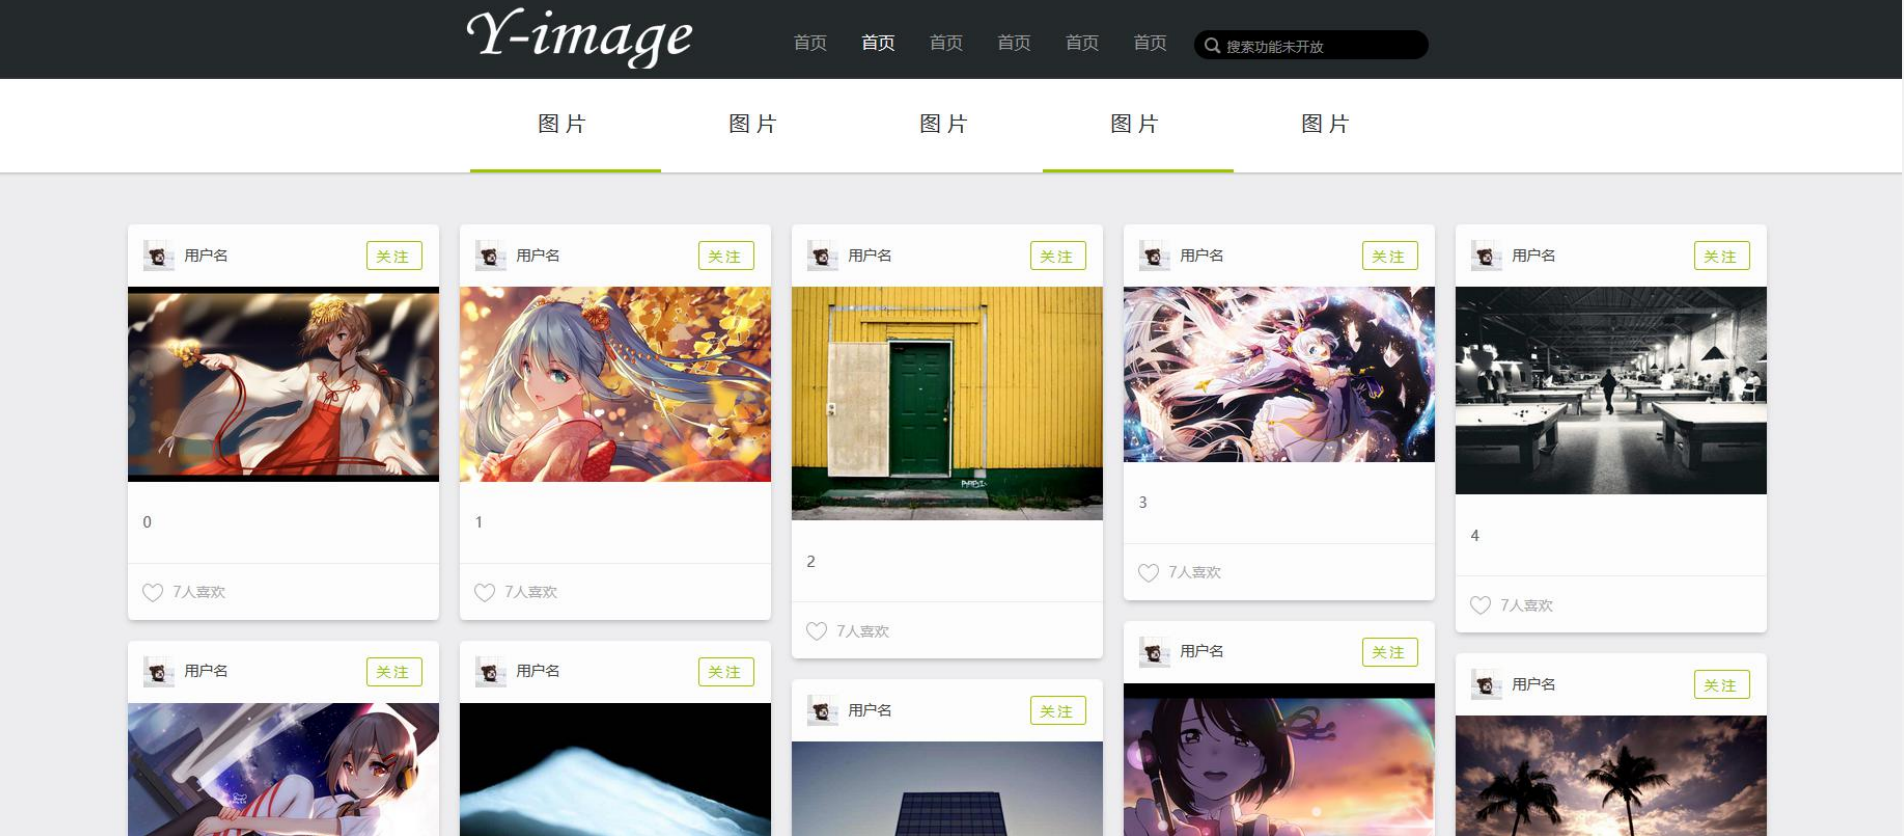 Y-image
首页 首页 首页 首页 首页 首页 搜索功能未开放
图片 图片 图片 图片 图片
用户名 关注
0
7人喜欢
用户名 关注
1
7人喜欢
用户名 关注
2
7人喜欢
用户名 关注
3
7人喜欢
用户名 关注
4
7人喜欢
用户名 关注
用户名 关注
用户名 关注
用户名 关注
用户名 关注